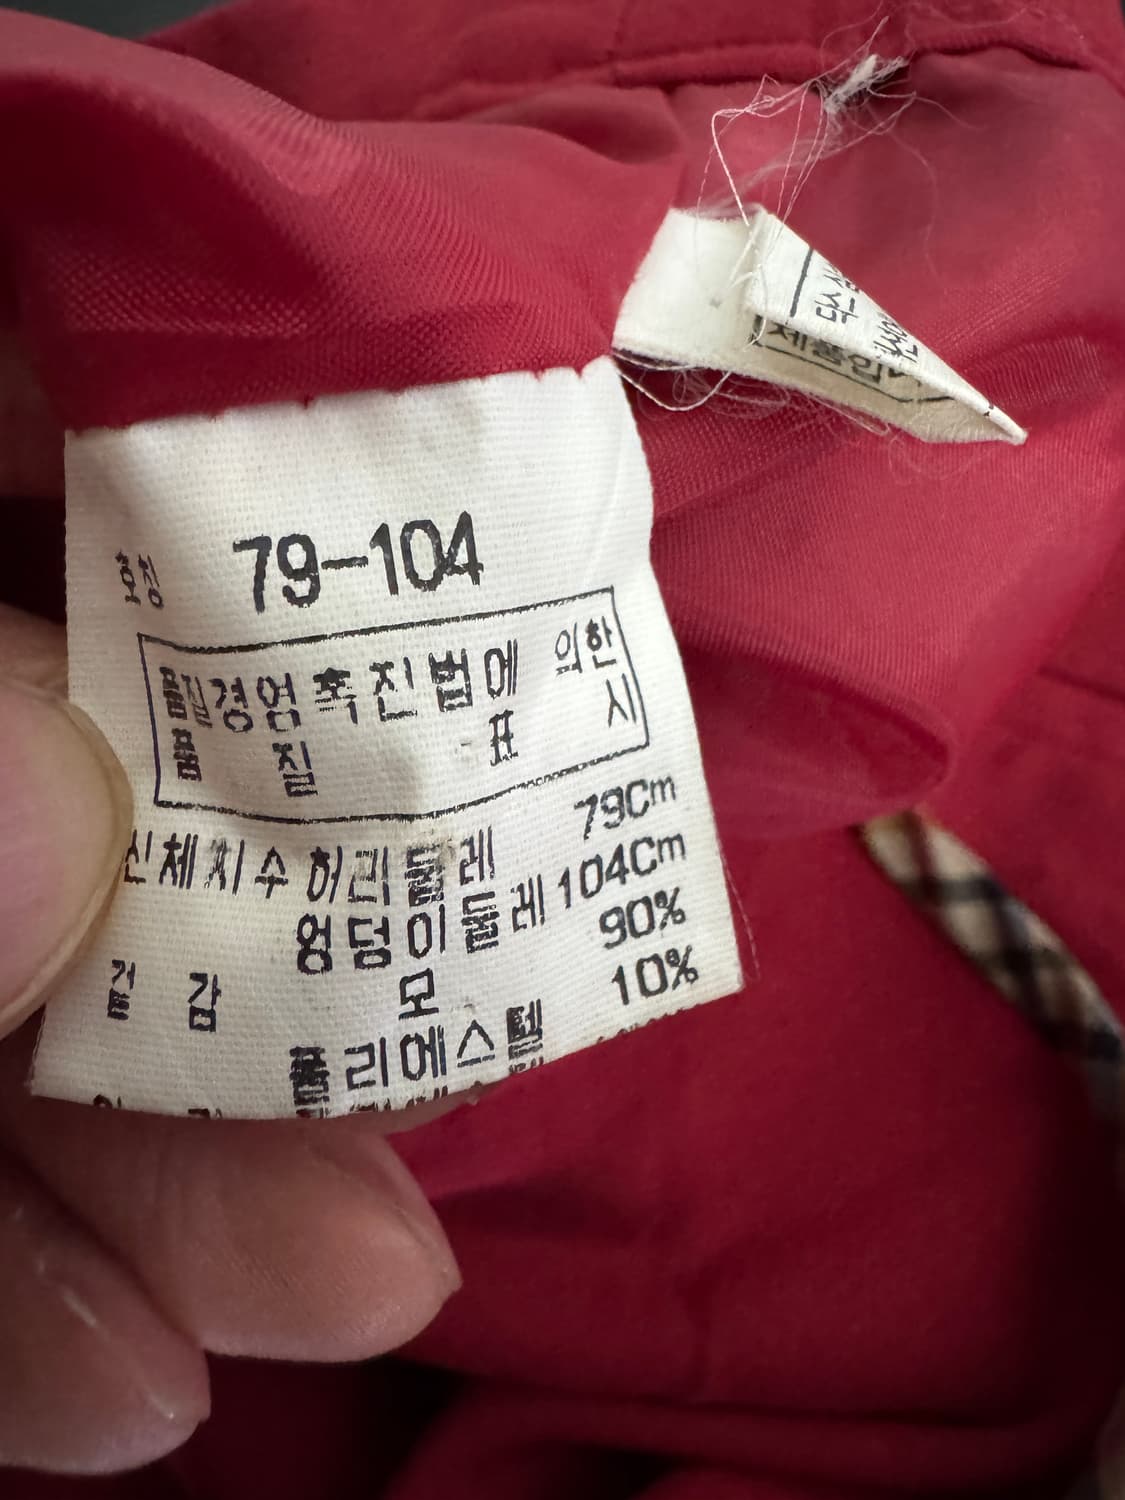 호칭 79-104
품질경영촉진법에 의한
품 질 표 시
신체치수 허리둘레 79Cm
엉덩이둘레 104Cm
겉 감 모 90%
폴리에스텔 10%